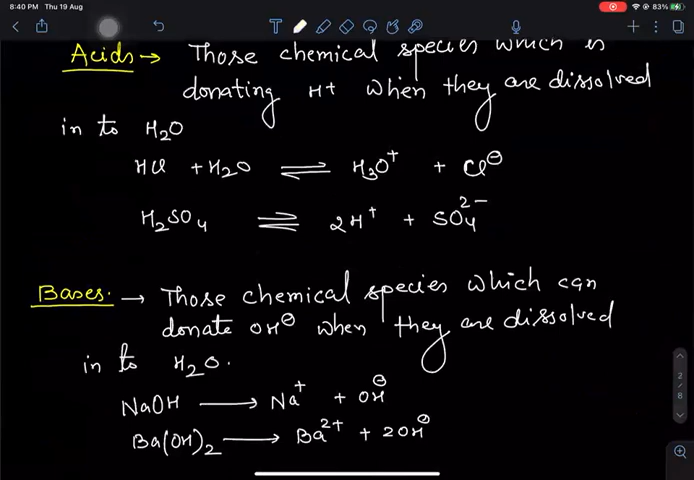 8:40 PM Thu 19 Aug
83%
Acids → Those chemical species which is
donating H+ when they are dissolved
in to H2O
HCl + H2O ⇌ H3O+ + Cl⊖
H2SO4 ⇌ 2H+ + SO4 2-
Bases. → Those chemical species which can
donate OH⊖ when they are dissolved
in to H2O.
NaOH → Na+ + OH⊖
Ba(OH)2 → Ba2+ + 2OH⊖
2
/
8